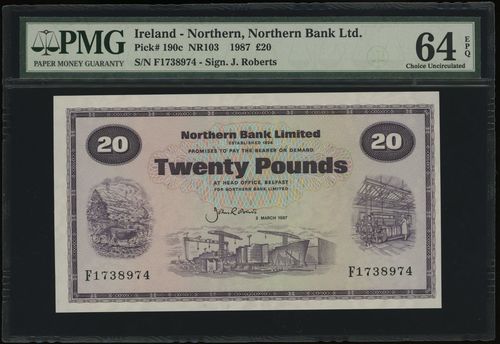 PMG
PAPER MONEY GUARANTY
Ireland - Northern, Northern Bank Ltd.
Pick# 190c NR103 1987 £20
S/N F1738974 - Sign. J. Roberts
64 EPQ
Choice Uncirculated
20
Northern Bank Limited
ESTABLISHED 1824
PROMISES TO PAY THE BEARER ON DEMAND
20
Twenty Pounds
AT HEAD OFFICE, BELFAST
FOR NORTHERN BANK LIMITED
2 MARCH 1987
F1738974
F1738974